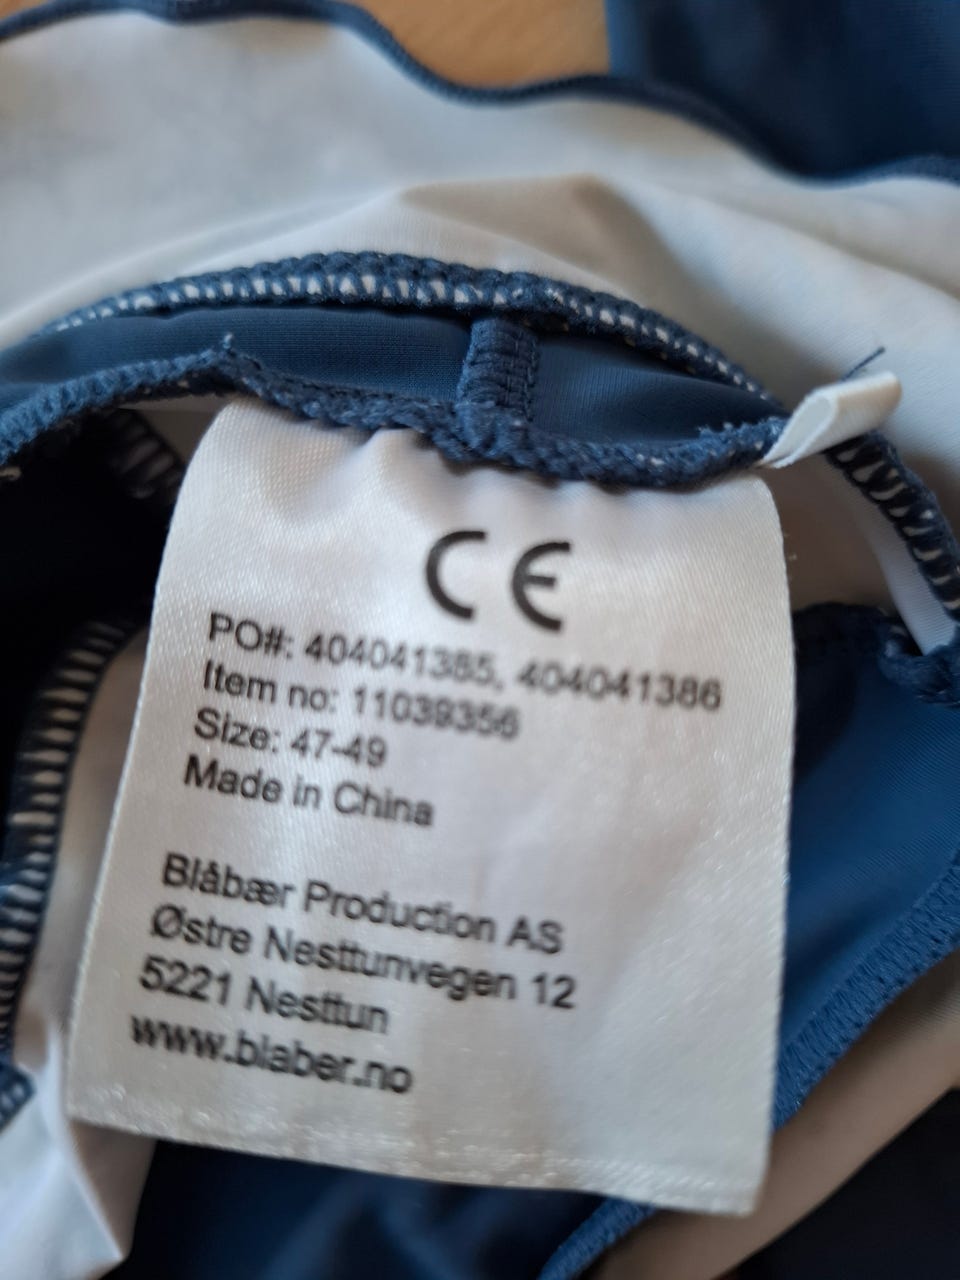 CE
PO#: 404041385, 404041386
Item no: 11039356
Size: 47-49
Made in China
Blåbær Production AS
Østre Nesttunvegen 12
5221 Nesttun
www.blaber.no